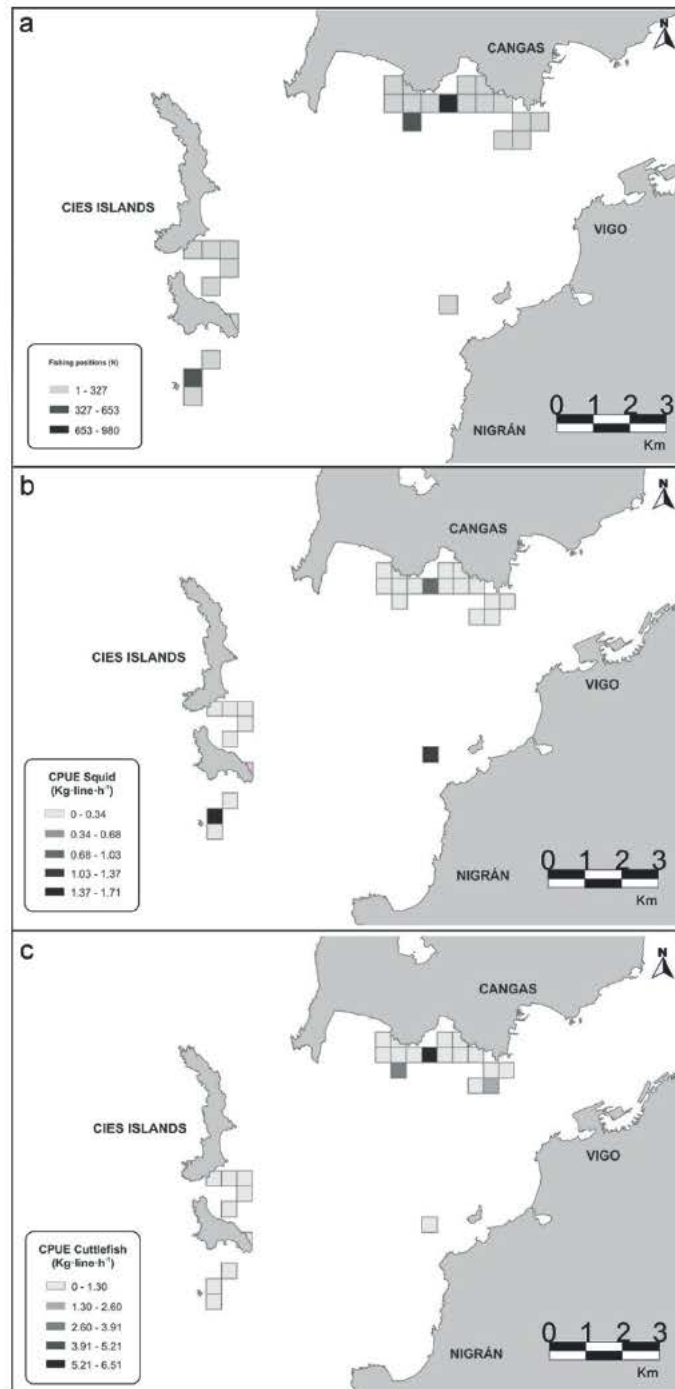 a
CANGAS
N
CIES ISLANDS
VIGO
Fishing positions (N)
1 - 327
327 - 653
653 - 980
NIGRÁN
0 1 2 3
Km
b
CANGAS
N
CIES ISLANDS
VIGO
CPUE Squid
(Kg·line·h⁻¹)
0 - 0.34
0.34 - 0.68
0.68 - 1.03
1.03 - 1.37
1.37 - 1.71
NIGRÁN
0 1 2 3
Km
c
CANGAS
N
CIES ISLANDS
VIGO
CPUE Cuttlefish
(Kg·line·h⁻¹)
0 - 1.30
1.30 - 2.60
2.60 - 3.91
3.91 - 5.21
5.21 - 6.51
NIGRÁN
0 1 2 3
Km